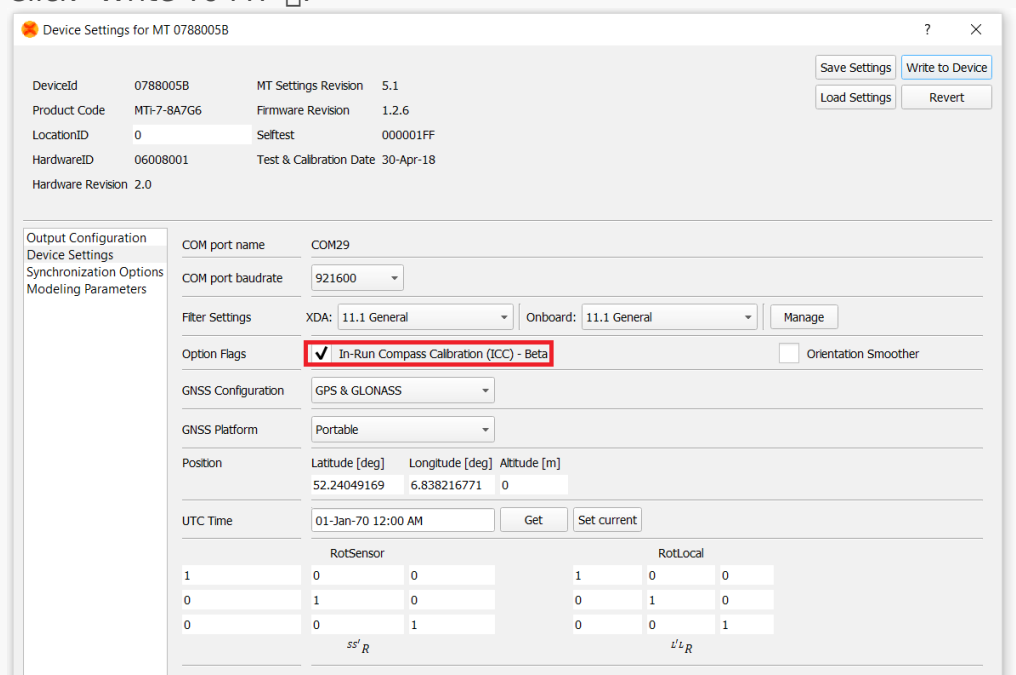 Device Settings for MT 0788005B ? ×
Save Settings Write to Device
DeviceId 0788005B MT Settings Revision 5.1
Load Settings Revert
Product Code MTi-7-8A7G6 Firmware Revision 1.2.6
LocationID 0 Selftest 000001FF
HardwareID 06008001 Test & Calibration Date 30-Apr-18
Hardware Revision 2.0
Output Configuration
Device Settings
Synchronization Options
Modeling Parameters
COM port name COM29
COM port baudrate 921600
Filter Settings XDA: 11.1 General Onboard: 11.1 General Manage
Option Flags In-Run Compass Calibration (ICC) - Beta Orientation Smoother
GNSS Configuration GPS & GLONASS
GNSS Platform Portable
Position Latitude [deg] Longitude [deg] Altitude [m]
52.24049169 6.838216771 0
UTC Time 01-Jan-70 12:00 AM Get Set current
RotSensor RotLocal
1 0 0 1 0 0
0 1 0 0 1 0
0 0 1 0 0 1
SS' R L'L R